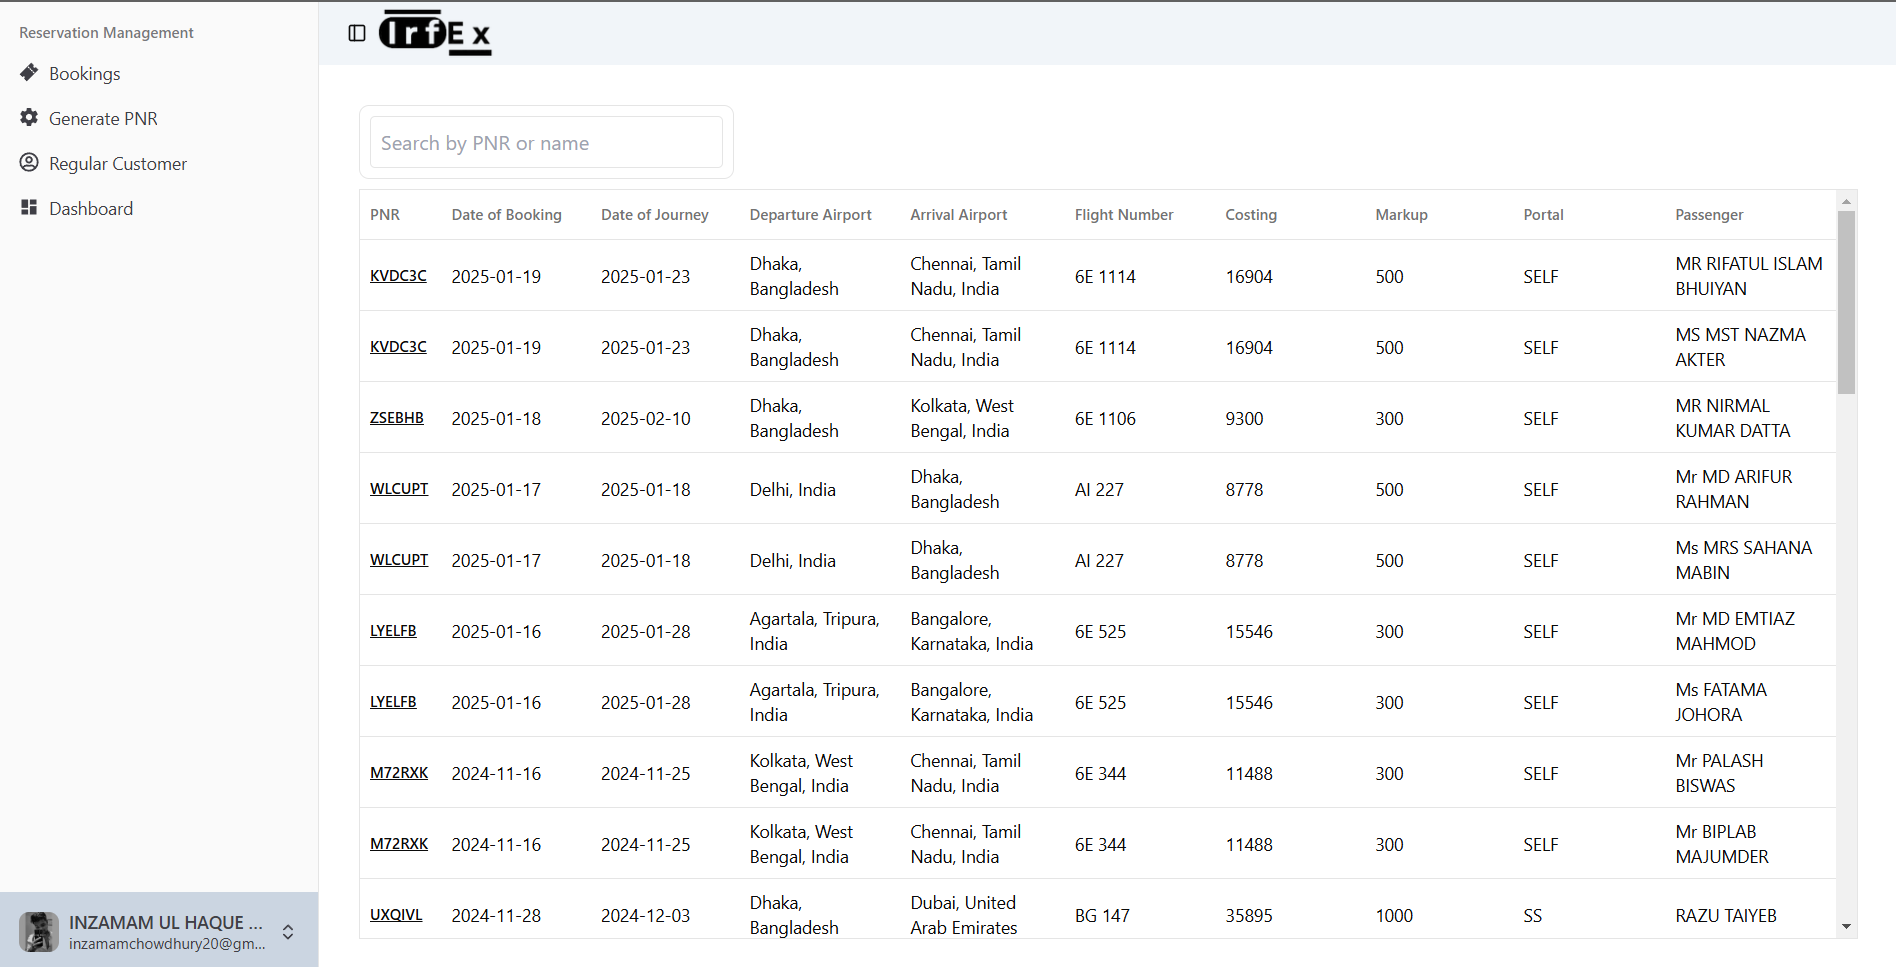 Reservation Management
Bookings
Generate PNR
Regular Customer
Dashboard
IrfEx
Search by PNR or name
PNR Date of Booking Date of Journey Departure Airport Arrival Airport Flight Number Costing Markup Portal Passenger
KVDC3C 2025-01-19 2025-01-23 Dhaka, Bangladesh Chennai, Tamil Nadu, India 6E 1114 16904 500 SELF MR RIFATUL ISLAM BHUIYAN
KVDC3C 2025-01-19 2025-01-23 Dhaka, Bangladesh Chennai, Tamil Nadu, India 6E 1114 16904 500 SELF MS MST NAZMA AKTER
ZSEBHB 2025-01-18 2025-02-10 Dhaka, Bangladesh Kolkata, West Bengal, India 6E 1106 9300 300 SELF MR NIRMAL KUMAR DATTA
WLCUPT 2025-01-17 2025-01-18 Delhi, India Dhaka, Bangladesh AI 227 8778 500 SELF Mr MD ARIFUR RAHMAN
WLCUPT 2025-01-17 2025-01-18 Delhi, India Dhaka, Bangladesh AI 227 8778 500 SELF Ms MRS SAHANA MABIN
LYELFB 2025-01-16 2025-01-28 Agartala, Tripura, India Bangalore, Karnataka, India 6E 525 15546 300 SELF Mr MD EMTIAZ MAHMOD
LYELFB 2025-01-16 2025-01-28 Agartala, Tripura, India Bangalore, Karnataka, India 6E 525 15546 300 SELF Ms FATAMA JOHORA
M72RXK 2024-11-16 2024-11-25 Kolkata, West Bengal, India Chennai, Tamil Nadu, India 6E 344 11488 300 SELF Mr PALASH BISWAS
M72RXK 2024-11-16 2024-11-25 Kolkata, West Bengal, India Chennai, Tamil Nadu, India 6E 344 11488 300 SELF Mr BIPLAB MAJUMDER
UXQIVL 2024-11-28 2024-12-03 Dhaka, Bangladesh Dubai, United Arab Emirates BG 147 35895 1000 SS RAZU TAIYEB
INZAMAM UL HAQUE ...
inzamamchowdhury20@gm...